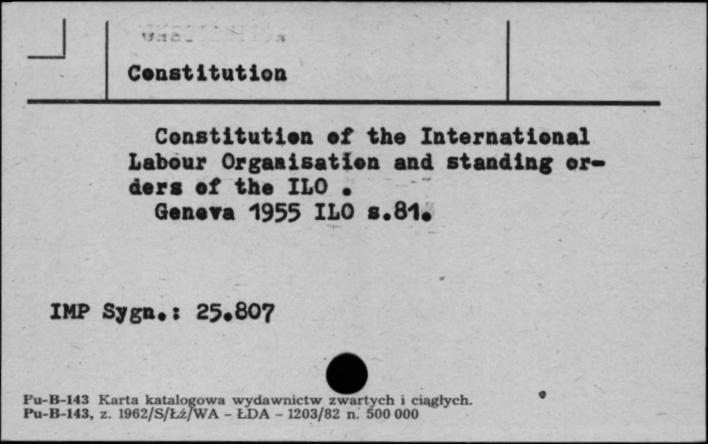 Constitution
Constitution of the International
Labour Organisation and standing or-
ders of the ILO .
Geneva 1955 ILO s.81.
IMP Sygn.: 25.807
Pu-B-143 Karta katalogowa wydawnictw zwartych i ciągłych.
Pu-B-143, z. 1962/S/Łż/WA - ŁDA - 1203/82 n. 500 000